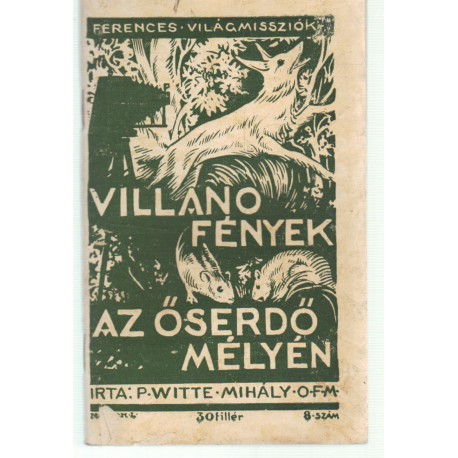 FERENCES · VILÁGMISSZIÓK
VILLANÓ
FÉNYEK
AZ ŐSERDŐ
MÉLYÉN
IRTA: P · WITTE · MIHÁLY · O · F · M ·
30 fillér 8 · SZÁM